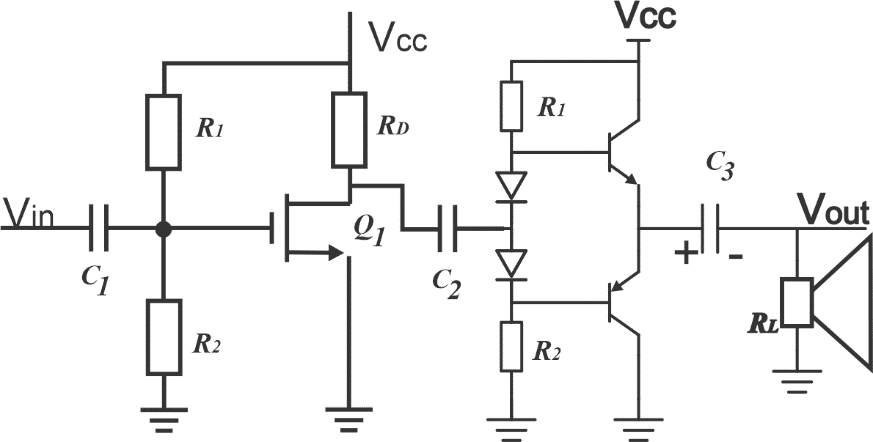 Vcc
Vcc
R1
RD
R1
C3
Vin
Vout
Q1
C1
C2
+
-
RL
R2
R2